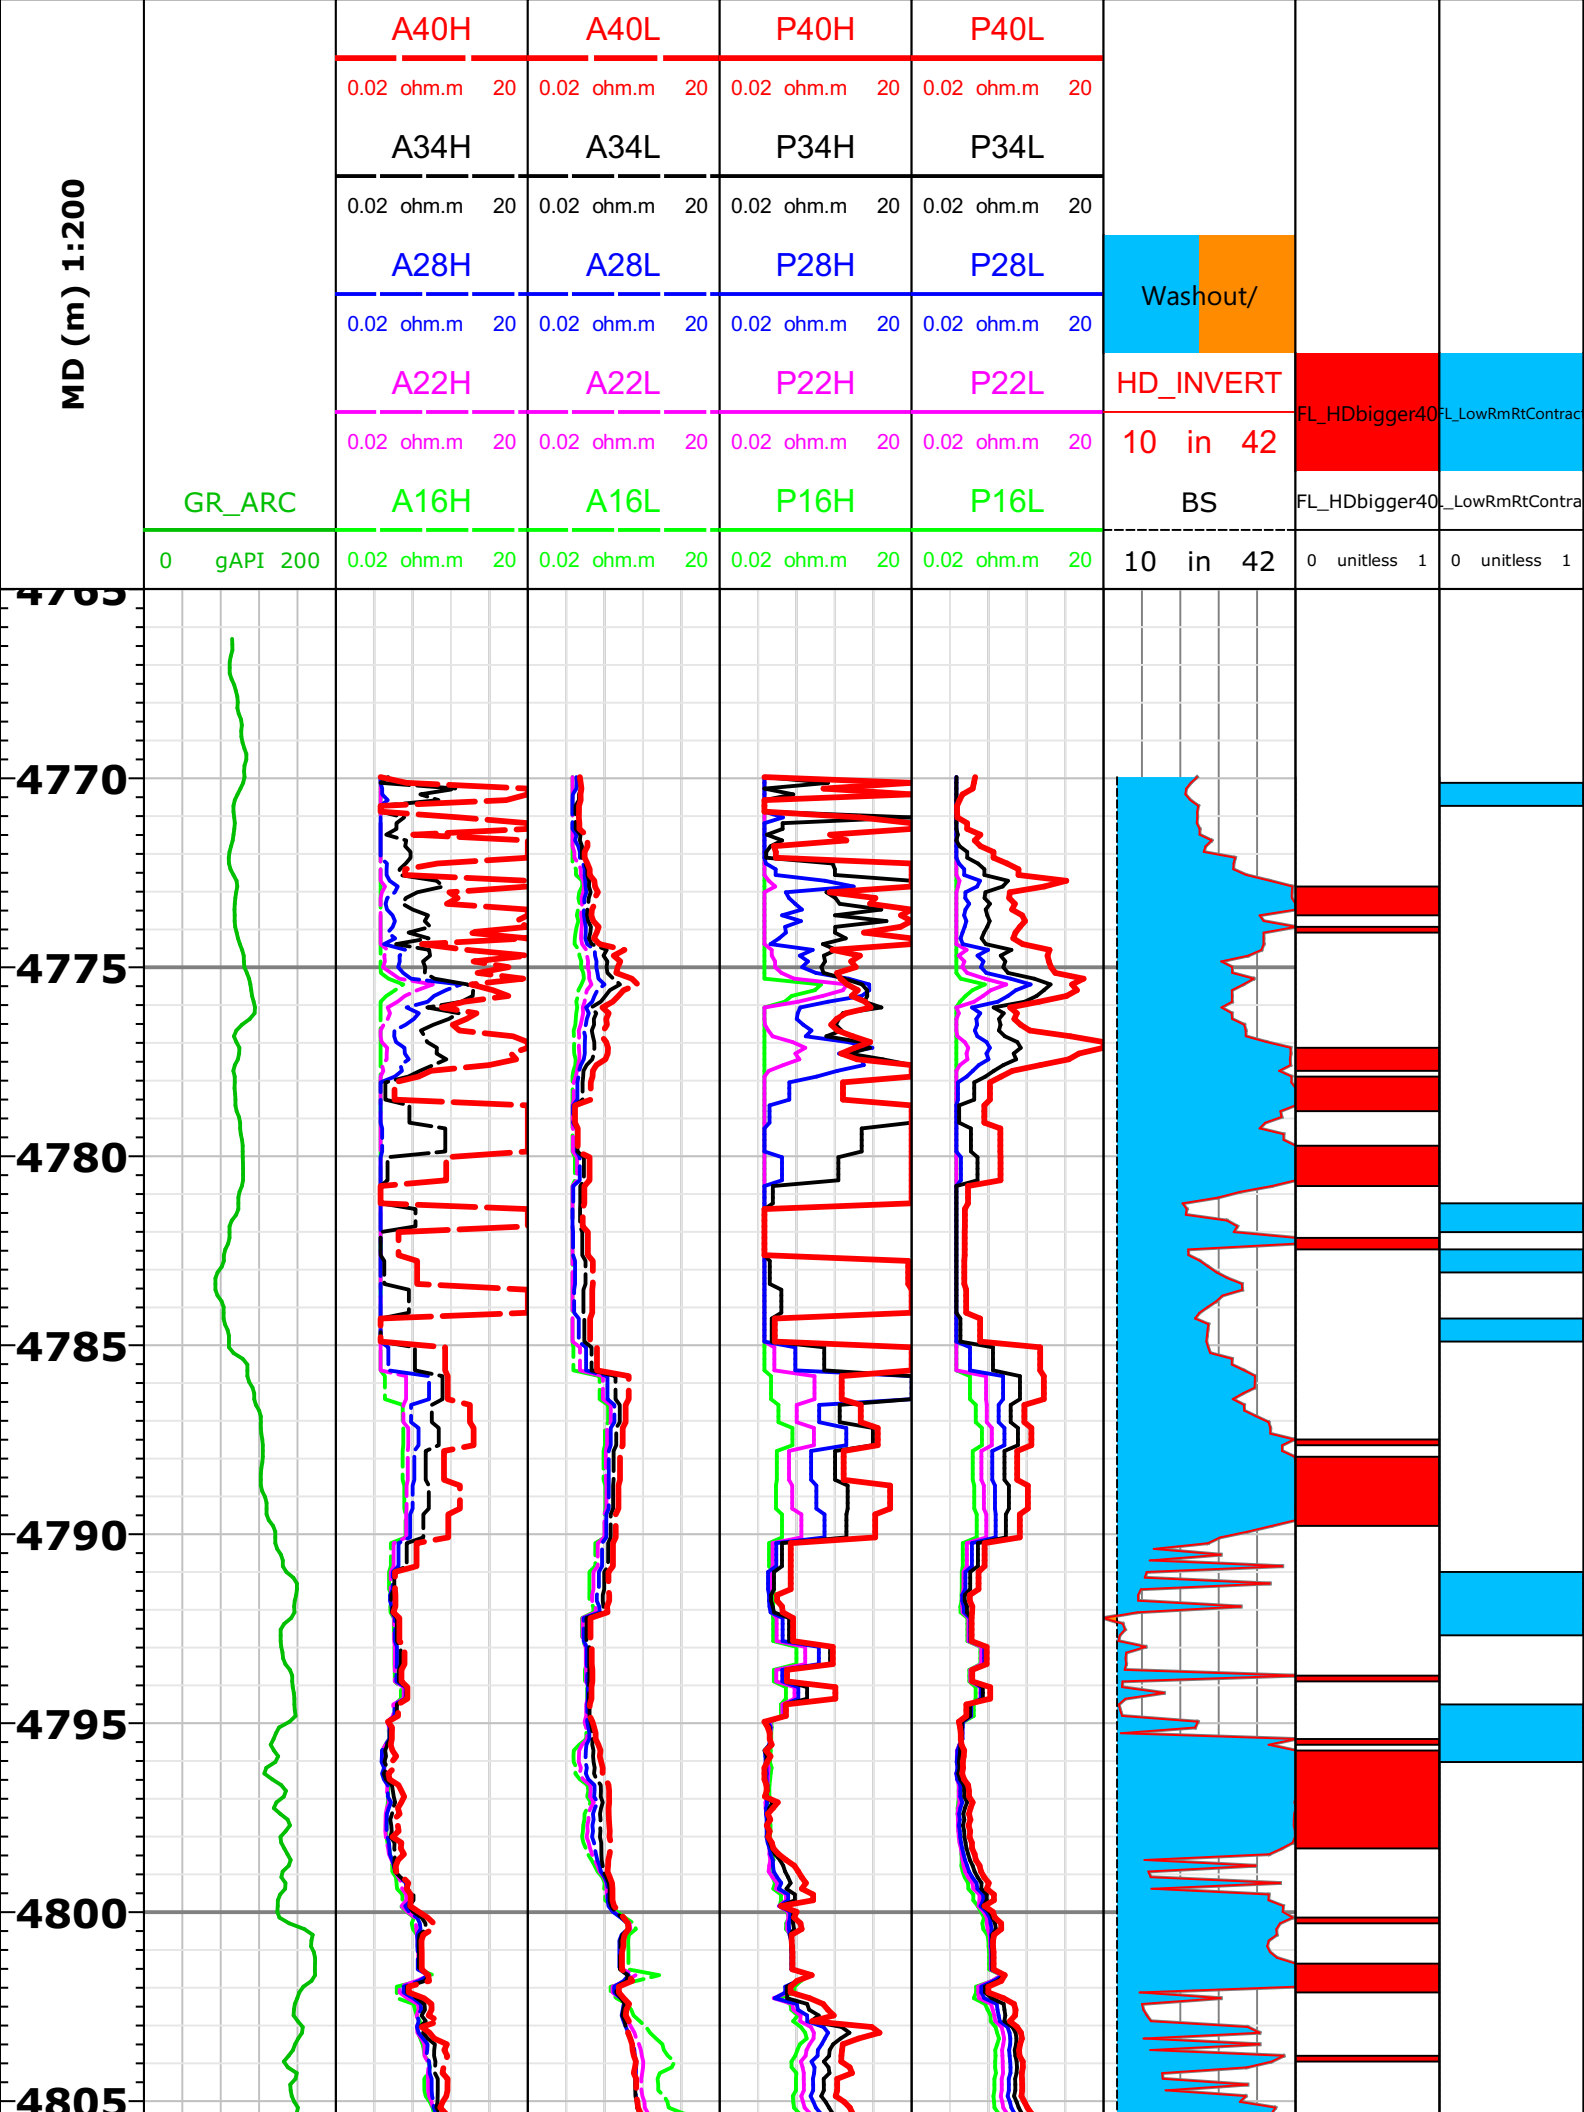 MD (m) 1:200
A40H A40L P40H P40L
0.02 ohm.m 20 0.02 ohm.m 20 0.02 ohm.m 20 0.02 ohm.m 20
A34H A34L P34H P34L
0.02 ohm.m 20 0.02 ohm.m 20 0.02 ohm.m 20 0.02 ohm.m 20
A28H A28L P28H P28L
Washout/
0.02 ohm.m 20 0.02 ohm.m 20 0.02 ohm.m 20 0.02 ohm.m 20
A22H A22L P22H P22L HD_INVERT
FL_HDbigger40 FL_LowRmRtContrac
0.02 ohm.m 20 0.02 ohm.m 20 0.02 ohm.m 20 0.02 ohm.m 20 10 in 42
GR_ARC A16H A16L P16H P16L BS FL_HDbigger40 L_LowRmRtContra
0 gAPI 200 0.02 ohm.m 20 0.02 ohm.m 20 0.02 ohm.m 20 0.02 ohm.m 20 10 in 42 0 unitless 1 0 unitless 1
4765
4770
4775
4780
4785
4790
4795
4800
4805